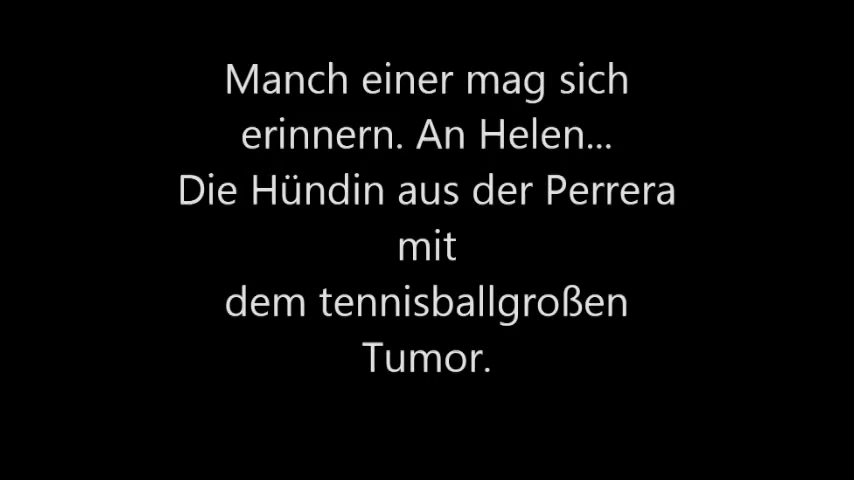 Manch einer mag sich
erinnern. An Helen...
Die Hündin aus der Perrera
mit
dem tennisballgroßen
Tumor.